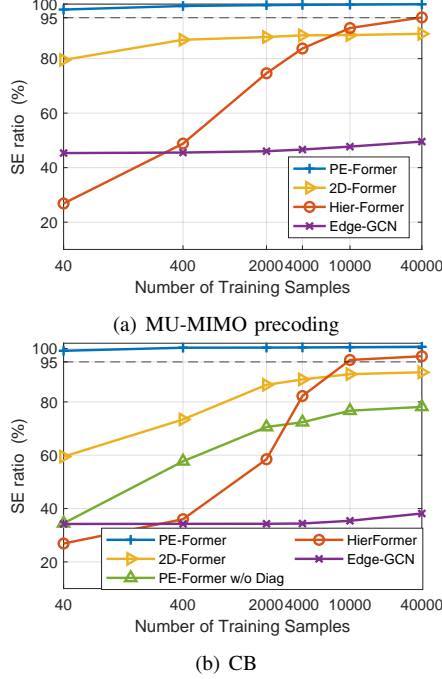 100
95
80
60
40
20
SE ratio (%)
PE-Former
2D-Former
Hier-Former
Edge-GCN
40 400 2000 4000 10000 40000
Number of Training Samples
(a) MU-MIMO precoding
100
95
80
60
40
20
SE ratio (%)
PE-Former HierFormer
2D-Former Edge-GCN
PE-Former w/o Diag
40 400 2000 4000 10000 40000
Number of Training Samples
(b) CB